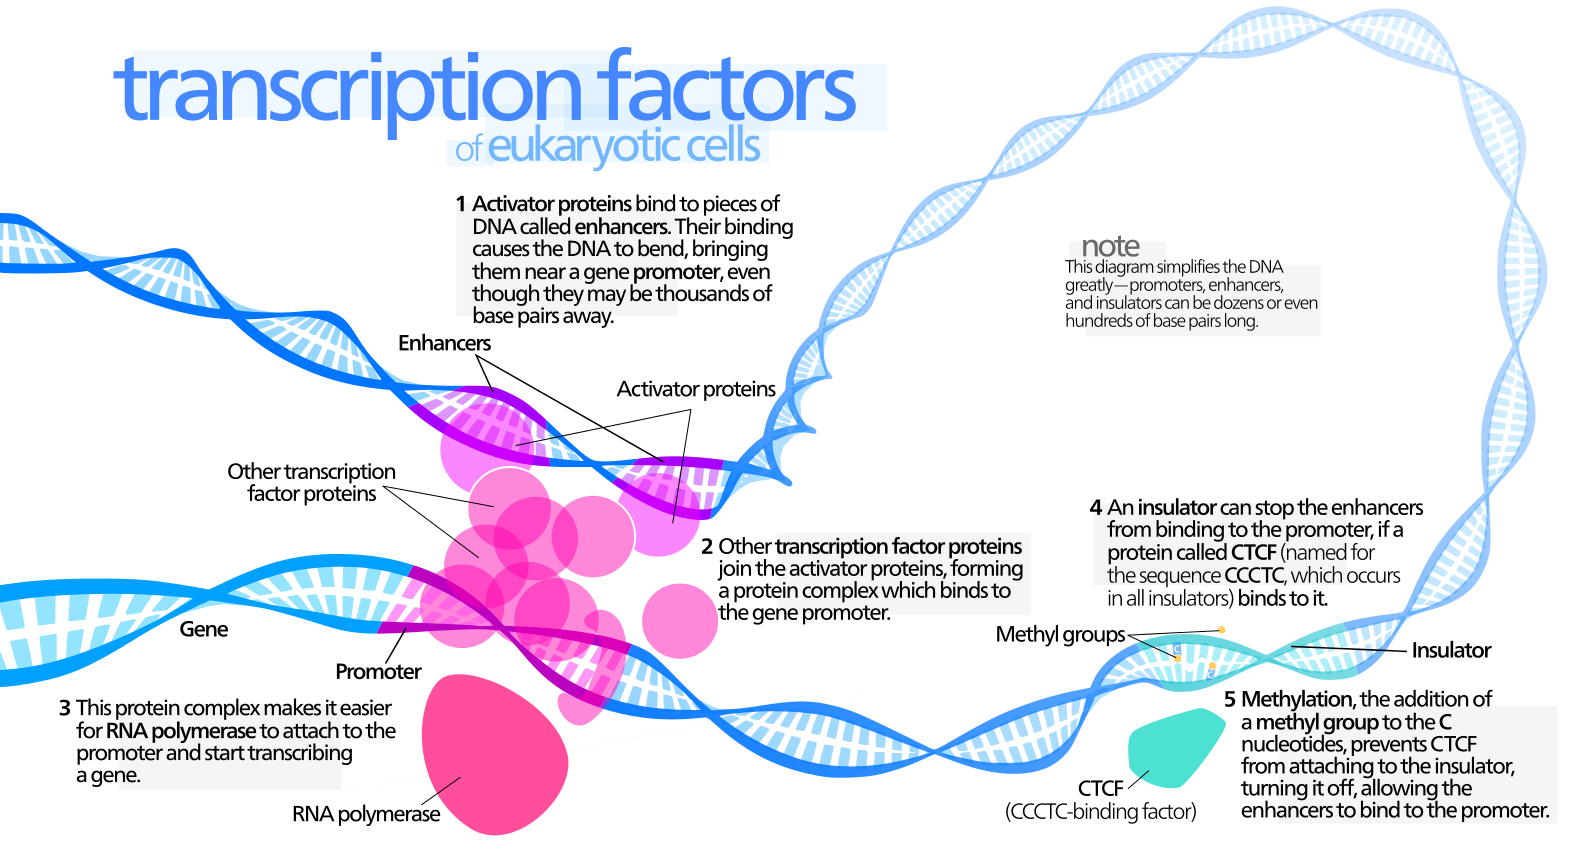 transcription factors
of eukaryotic cells
1 Activator proteins bind to pieces of
DNA called enhancers. Their binding
causes the DNA to bend, bringing
them near a gene promoter, even
though they may be thousands of
base pairs away.
note
This diagram simplifies the DNA
greatly—promoters, enhancers,
and insulators can be dozens or even
hundreds of base pairs long.
Enhancers
Activator proteins
Other transcription
factor proteins
2 Other transcription factor proteins
join the activator proteins, forming
a protein complex which binds to
the gene promoter.
4 An insulator can stop the enhancers
from binding to the promoter, if a
protein called CTCF (named for
the sequence CCCTC, which occurs
in all insulators) binds to it.
Gene
Promoter
Methyl groups
C
C
Insulator
3 This protein complex makes it easier
for RNA polymerase to attach to the
promoter and start transcribing
a gene.
RNA polymerase
5 Methylation, the addition of
a methyl group to the C
nucleotides, prevents CTCF
from attaching to the insulator,
turning it off, allowing the
enhancers to bind to the promoter.
CTCF
(CCCTC-binding factor)